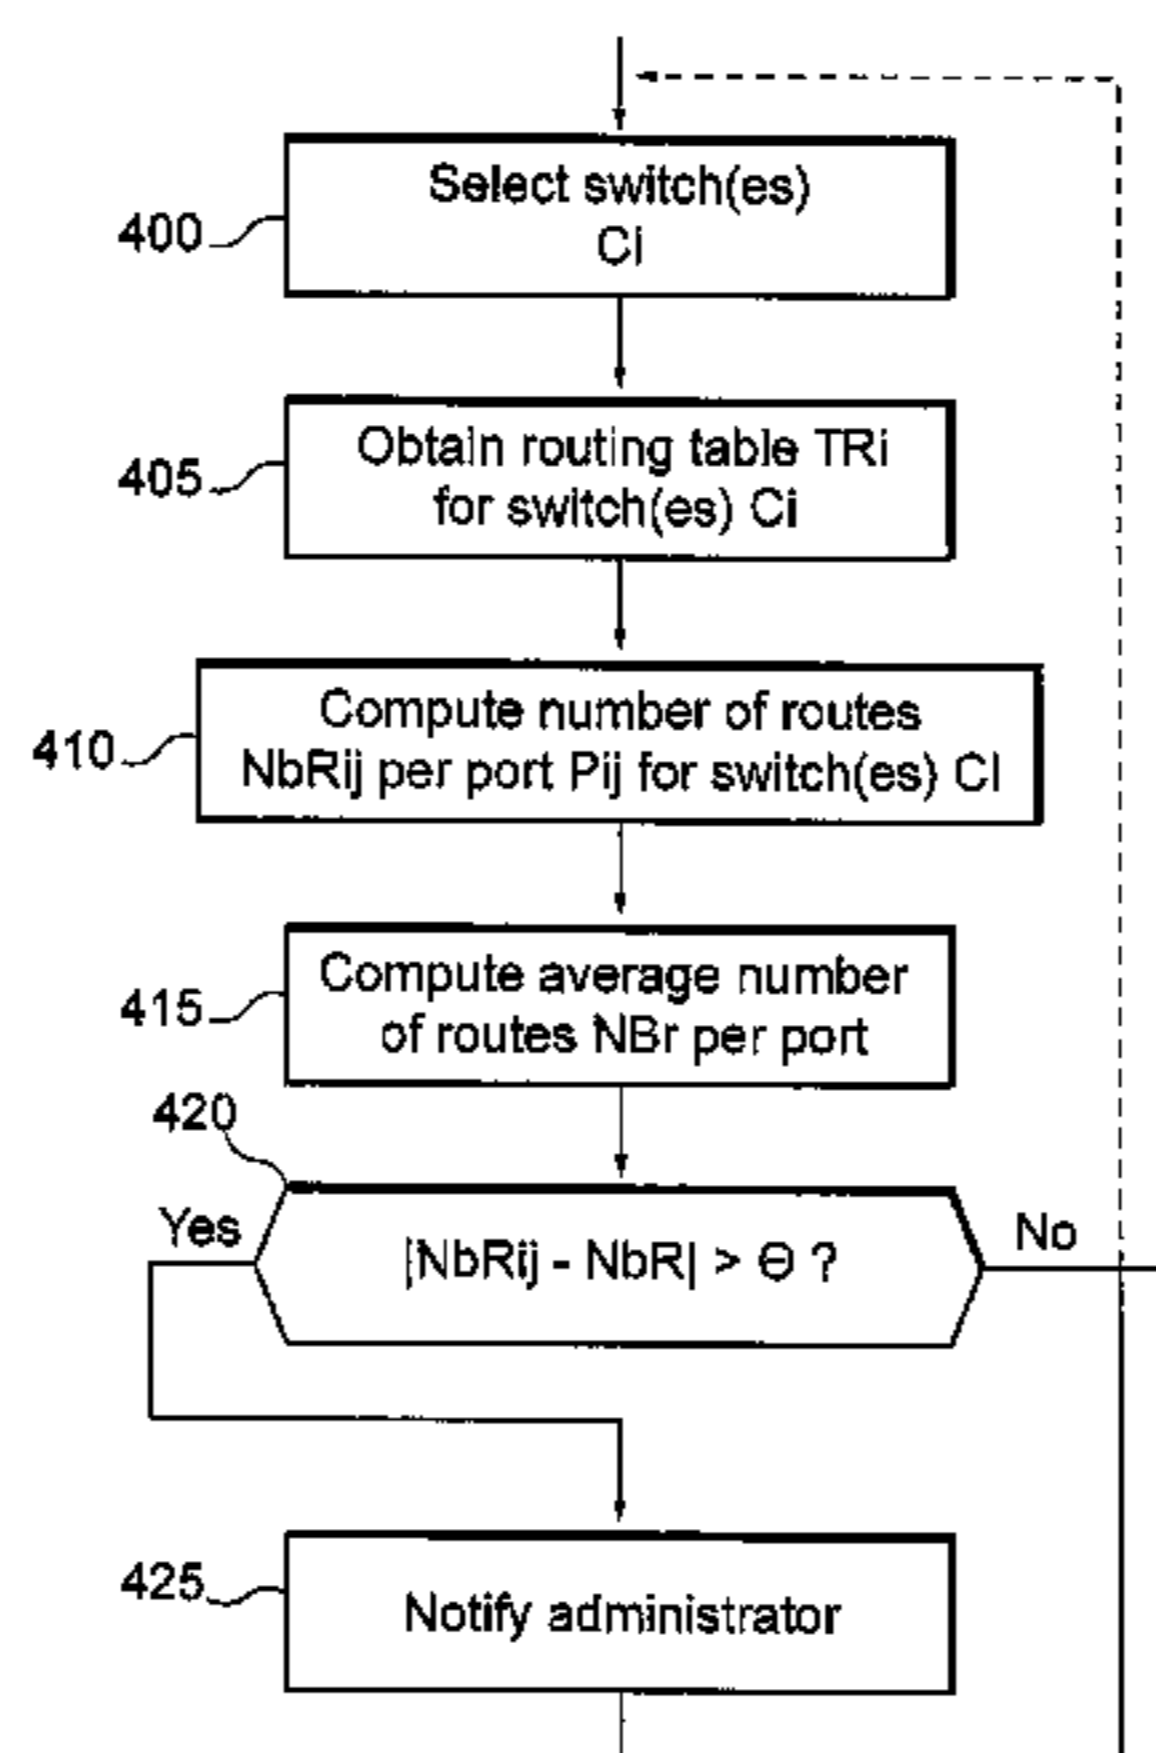 Select switch(es)
Ci
400
Obtain routing table TRi
for switch(es) Ci
405
Compute number of routes
NbRij per port Pij for switch(es) CI
410
Compute average number
of routes NBr per port
415
420
Yes
|NbRij - NbR| > Θ ?
No
Notify administrator
425